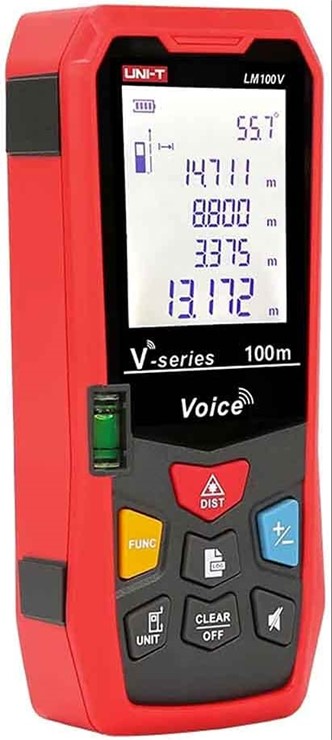 UNI-T LM100V
55.7°
14.711 m
8.800 m
3.375 m
13.172 m
V-series 100m
Voice
DIST
FUNC
+/-
LOG
UNIT
CLEAR
OFF